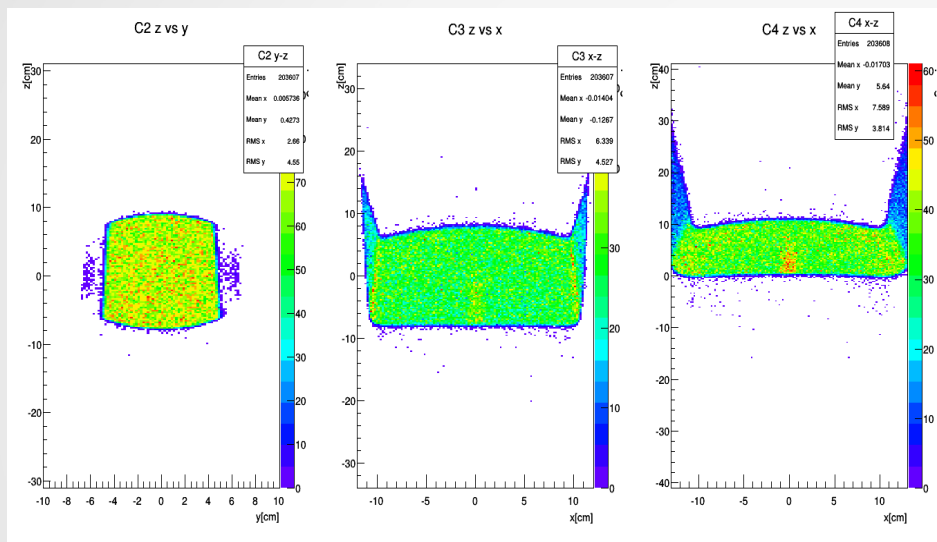 C2 z vs y
C2 y-z
Entries 203607
Mean x 0.005736
Mean y 0.4273
RMS x 2.66
RMS y 4.55
z[cm]
30
20
10
0
-10
-20
-30
-10 -8 -6 -4 -2 0 2 4 6 8 10
y[cm]
70
60
50
40
30
20
10
0
C3 z vs x
C3 x-z
Entries 203607
Mean x -0.01404
Mean y -0.1267
RMS x 6.339
RMS y 4.527
z[cm]
30
20
10
0
-10
-20
-30
-10 -5 0 5 10
x[cm]
30
20
10
0
C4 z vs x
C4 x-z
Entries 203608
Mean x -0.01703
Mean y 5.64
RMS x 7.589
RMS y 3.814
z[cm]
40
30
20
10
0
-10
-20
-30
-40
-10 -5 0 5 10
x[cm]
60
50
40
30
20
10
0